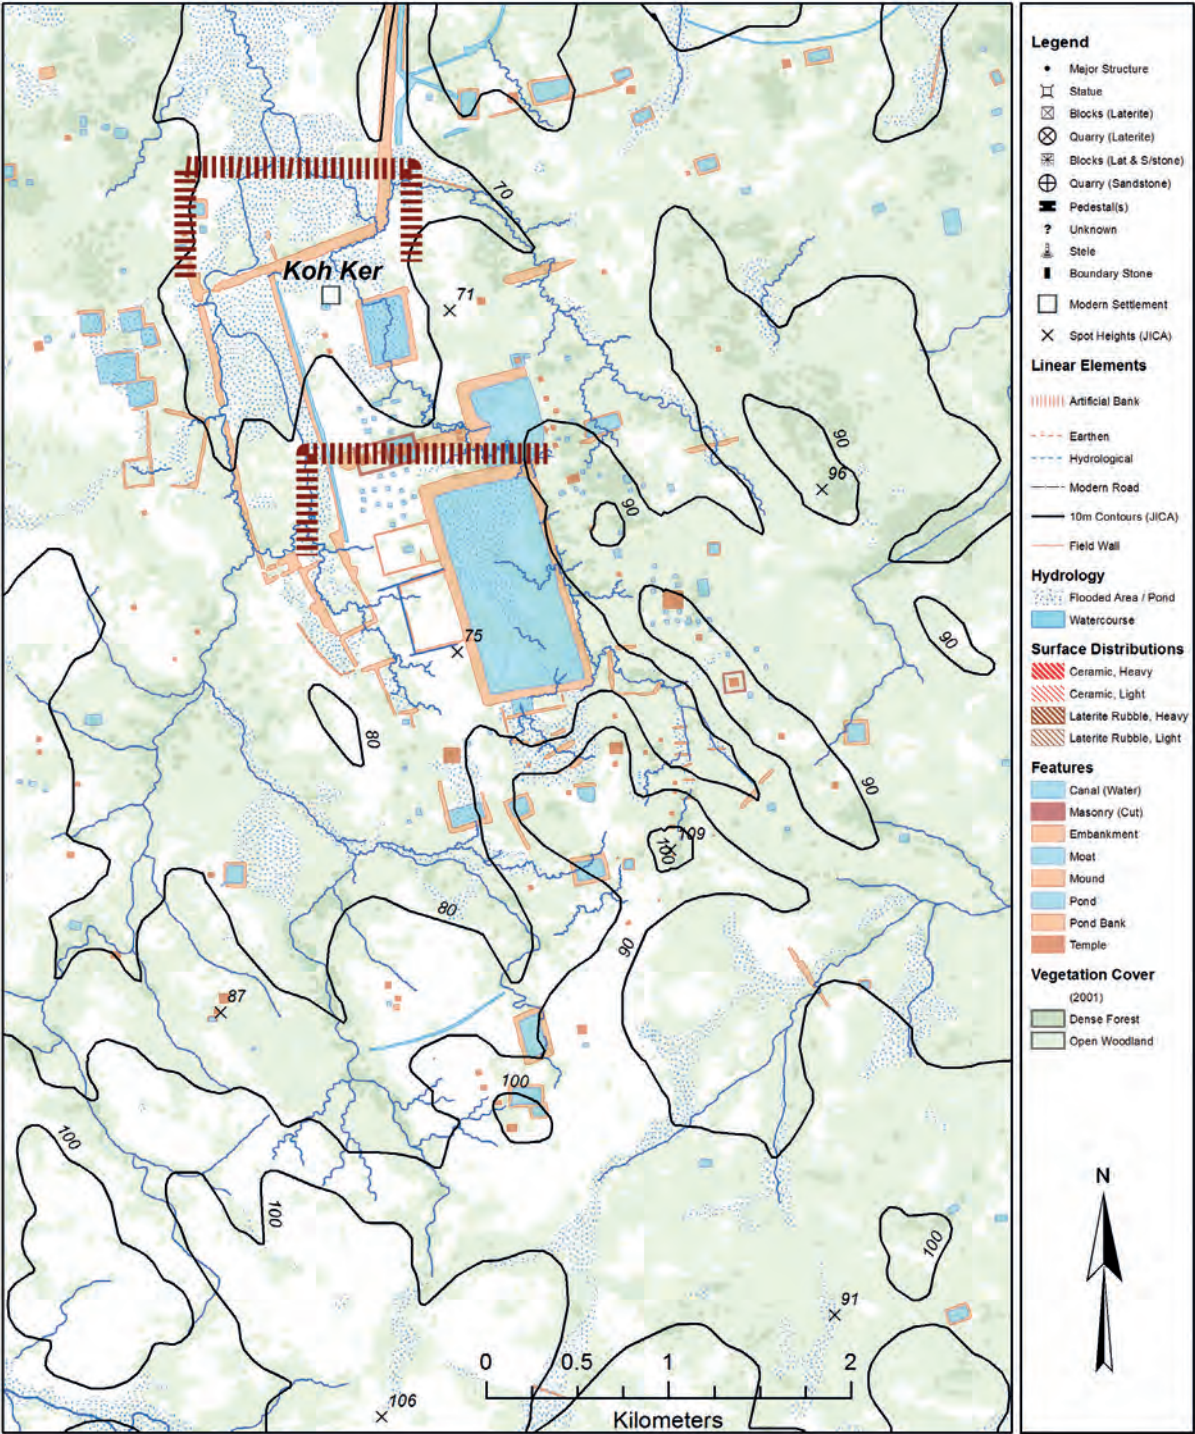 70
Koh Ker
71
90
96
90
90
75
80
90
109
100
80
90
87
100
100
100
100
91
106
0 0.5 1 2
Kilometers
Legend
Major Structure
Statue
Blocks (Laterite)
Quarry (Laterite)
Blocks (Lat & S/stone)
Quarry (Sandstone)
Pedestal(s)
? Unknown
Stele
Boundary Stone
Modern Settlement
Spot Heights (JICA)
Linear Elements
Artificial Bank
Earthen
Hydrological
Modern Road
10m Contours (JICA)
Field Wall
Hydrology
Flooded Area / Pond
Watercourse
Surface Distributions
Ceramic, Heavy
Ceramic, Light
Laterite Rubble, Heavy
Laterite Rubble, Light
Features
Canal (Water)
Masonry (Cut)
Embankment
Moat
Mound
Pond
Pond Bank
Temple
Vegetation Cover
(2001)
Dense Forest
Open Woodland
N